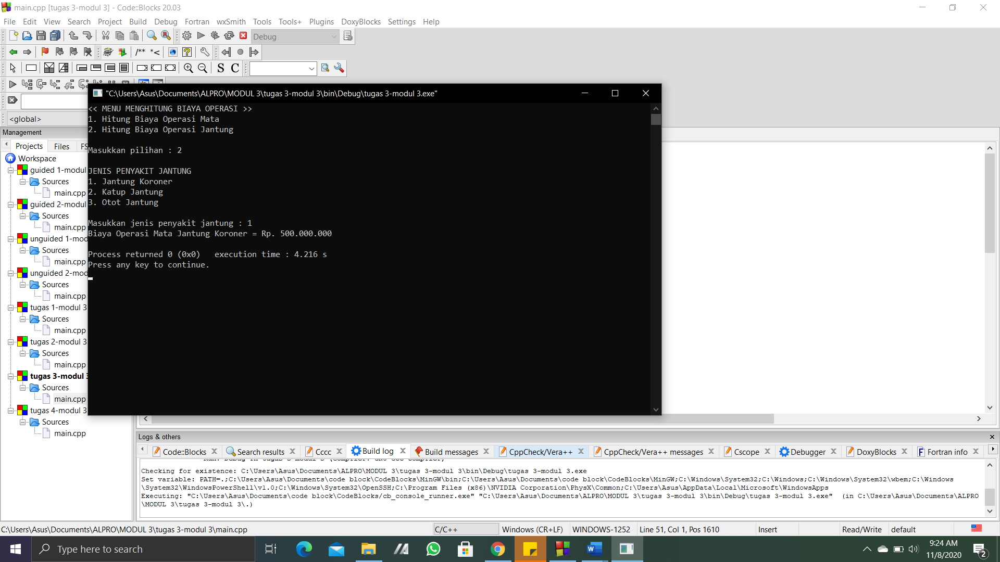 main.cpp [tugas 3-modul 3] - Code::Blocks 20.03
File Edit View Search Project Build Debug Fortran wxSmith Tools Tools+ Plugins DoxyBlocks Settings Help
Debug
/** *<
S C
<global>
"C:\Users\Asus\Documents\ALPRO\MODUL 3\tugas 3-modul 3\bin\Debug\tugas 3-modul 3.exe"
<< MENU MENGHITUNG BIAYA OPERASI >>
1. Hitung Biaya Operasi Mata
2. Hitung Biaya Operasi Jantung
Masukkan pilihan : 2
JENIS PENYAKIT JANTUNG
1. Jantung Koroner
2. Katup Jantung
3. Otot Jantung
Masukkan jenis penyakit jantung : 1
Biaya Operasi Mata Jantung Koroner = Rp. 500.000.000
Process returned 0 (0x0)   execution time : 4.216 s
Press any key to continue.
Management
Projects Files FS
Workspace
guided 1-modul
Sources
main.cpp
guided 2-modul
Sources
main.cpp
unguided 1-mod
Sources
main.cpp
unguided 2-mod
Sources
main.cpp
tugas 1-modul 3
Sources
main.cpp
tugas 2-modul 3
Sources
main.cpp
tugas 3-modul 3
Sources
main.cpp
tugas 4-modul 3
Sources
main.cpp
Logs & others
Code::Blocks Search results Cccc Build log Build messages CppCheck/Vera++ CppCheck/Vera++ messages Cscope Debugger DoxyBlocks Fortran info
Checking for existence: C:\Users\Asus\Documents\ALPRO\MODUL 3\tugas 3-modul 3\bin\Debug\tugas 3-modul 3.exe
Set variable: PATH=.;C:\Users\Asus\Documents\code block\CodeBlocks\MinGW\bin;C:\Users\Asus\Documents\code block\CodeBlocks\MinGW;C:\Windows\System32;C:\Windows;C:\Windows\System32\wbem;C:\Windows
\System32\WindowsPowerShell\v1.0;C:\Windows\System32\OpenSSH;C:\Program Files (x86)\NVIDIA Corporation\PhysX\Common;C:\Users\Asus\AppData\Local\Microsoft\WindowsApps
Executing: "C:\Users\Asus\Documents\code block\CodeBlocks/cb_console_runner.exe" "C:\Users\Asus\Documents\ALPRO\MODUL 3\tugas 3-modul 3\bin\Debug\tugas 3-modul 3.exe"  (in C:\Users\Asus\Documents\ALPRO
\MODUL 3\tugas 3-modul 3\.)
C:\Users\Asus\Documents\ALPRO\MODUL 3\tugas 3-modul 3\main.cpp C/C++ Windows (CR+LF) WINDOWS-1252 Line 51, Col 1, Pos 1610 Insert Read/Write default
Type here to search
9:24 AM
11/8/2020
2